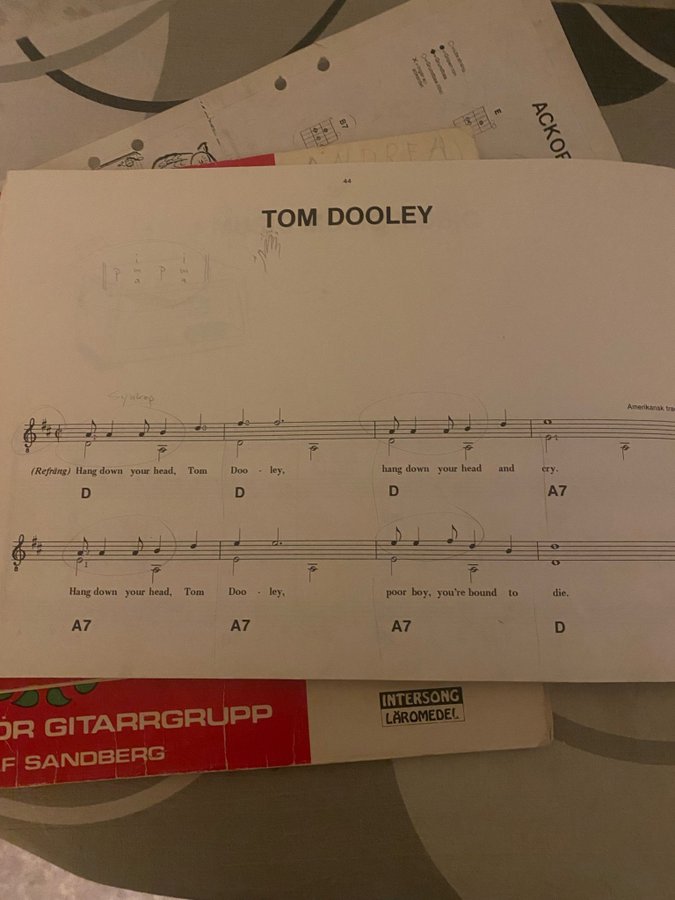 ACKOR
E
B7
ANDREA
44
TOM DOOLEY
p i m a p i m a
Synkop
Amerikansk tra
(Refräng) Hang down your head, Tom Doo - ley, hang down your head and cry.
D D D A7
Hang down your head, Tom Doo - ley, poor boy, you're bound to die.
A7 A7 A7 D
ÖR GITARRGRUPP
F SANDBERG
INTERSONG
LÄROMEDEL